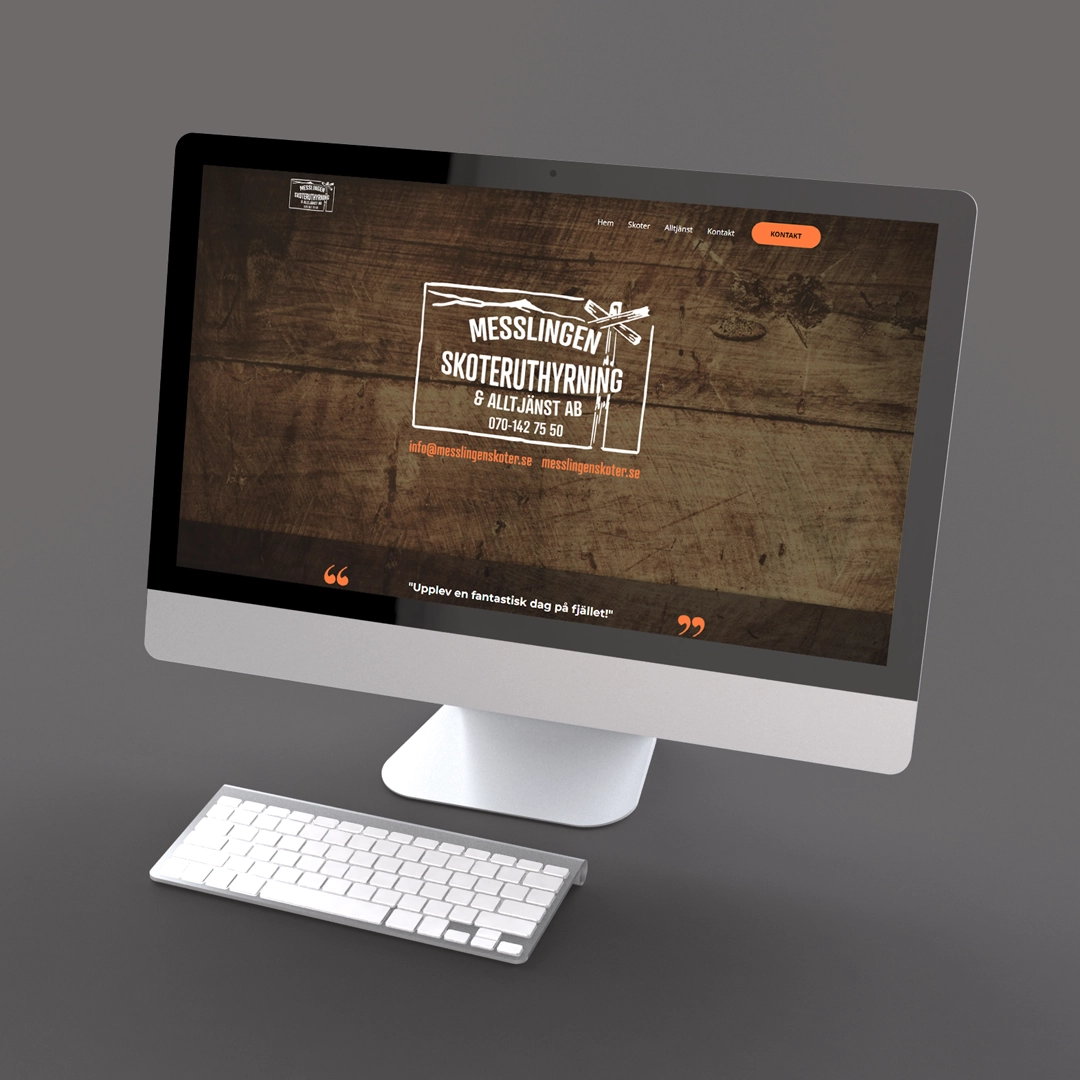 MESSLINGEN
SKOTERUTHYRNING
& ALLTJÄNST AB
Hem Skoter Alltjänst Kontakt KONTAKT
MESSLINGEN
SKOTERUTHYRNING
& ALLTJÄNST AB
070-142 75 50
info@messlingenskoter.se messlingenskoter.se
"Upplev en fantastisk dag på fjället!"